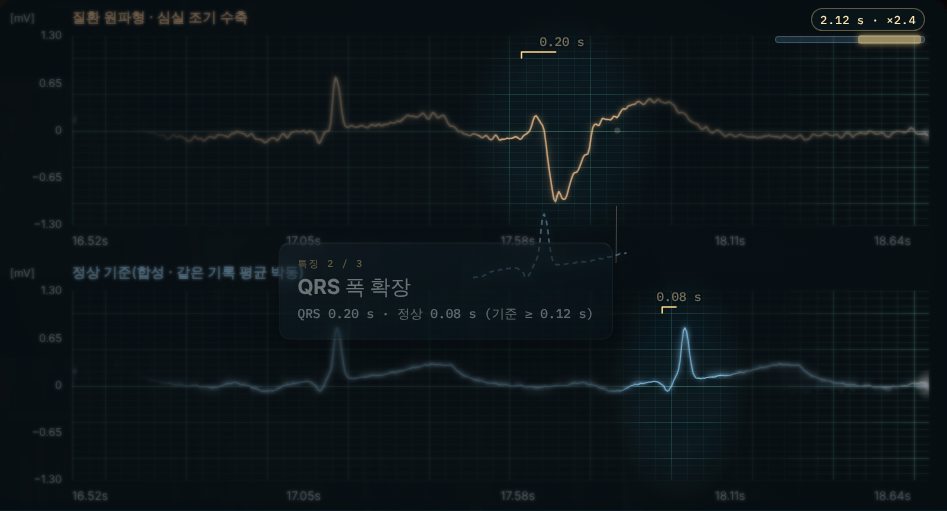 [mV]
질환 원파형 · 심실 조기 수축
2.12 s · ×2.4
1.30
0.20 s
0.65
0
−0.65
−1.30
16.52s
17.05s
17.58s
18.11s
18.64s
특징 2 / 3
[mV]
정상 기준(합성 · 같은 기록 평균 박동)
QRS 폭 확장
1.30
0.08 s
QRS 0.20 s · 정상 0.08 s (기준 ≥ 0.12 s)
0.65
0
−0.65
−1.30
16.52s
17.05s
17.58s
18.11s
18.64s